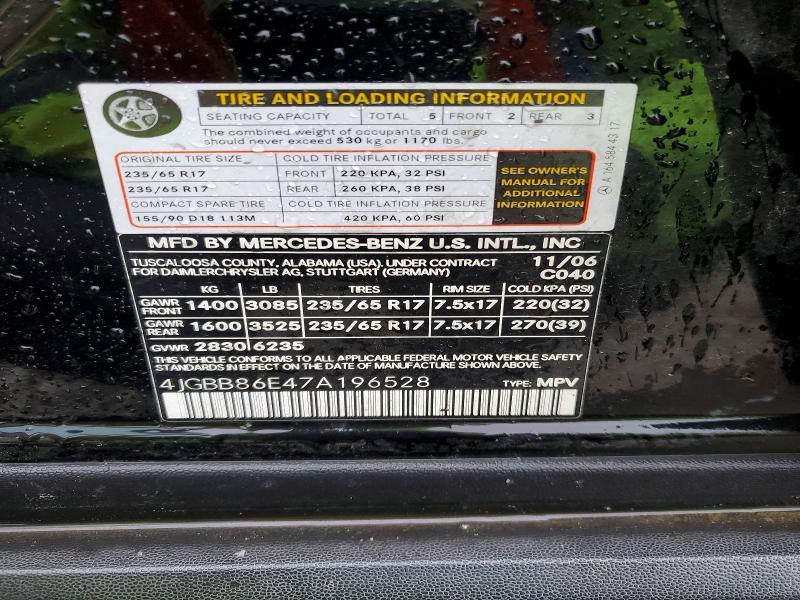 TIRE AND LOADING INFORMATION
SEATING CAPACITY TOTAL 5 FRONT 2 REAR 3
The combined weight of occupants and cargo
should never exceed 530 kg or 1170 lbs.
ORIGINAL TIRE SIZE COLD TIRE INFLATION PRESSURE
235/65 R17 FRONT 220 KPA, 32 PSI
235/65 R17 REAR 260 KPA, 38 PSI
COMPACT SPARE TIRE COLD TIRE INFLATION PRESSURE
155/90 D18 113M 420 KPA, 60 PSI
SEE OWNER'S
MANUAL FOR
ADDITIONAL
INFORMATION
A 164 584 43 17
MFD BY MERCEDES-BENZ U.S. INTL., INC
TUSCALOOSA COUNTY, ALABAMA (USA). UNDER CONTRACT 11/06
FOR DAIMLERCHRYSLER AG, STUTTGART (GERMANY) C040
KG LB TIRES RIM SIZE COLD KPA (PSI)
GAWR FRONT 1400 3085 235/65 R17 7.5x17 220(32)
GAWR REAR 1600 3525 235/65 R17 7.5x17 270(39)
GVWR 2830 6235
THIS VEHICLE CONFORMS TO ALL APPLICABLE FEDERAL MOTOR VEHICLE SAFETY
STANDARDS IN EFFECT ON THE DATE OF MANUFACTURE SHOWN ABOVE.
4JGBB86E47A196528 TYPE: MPV